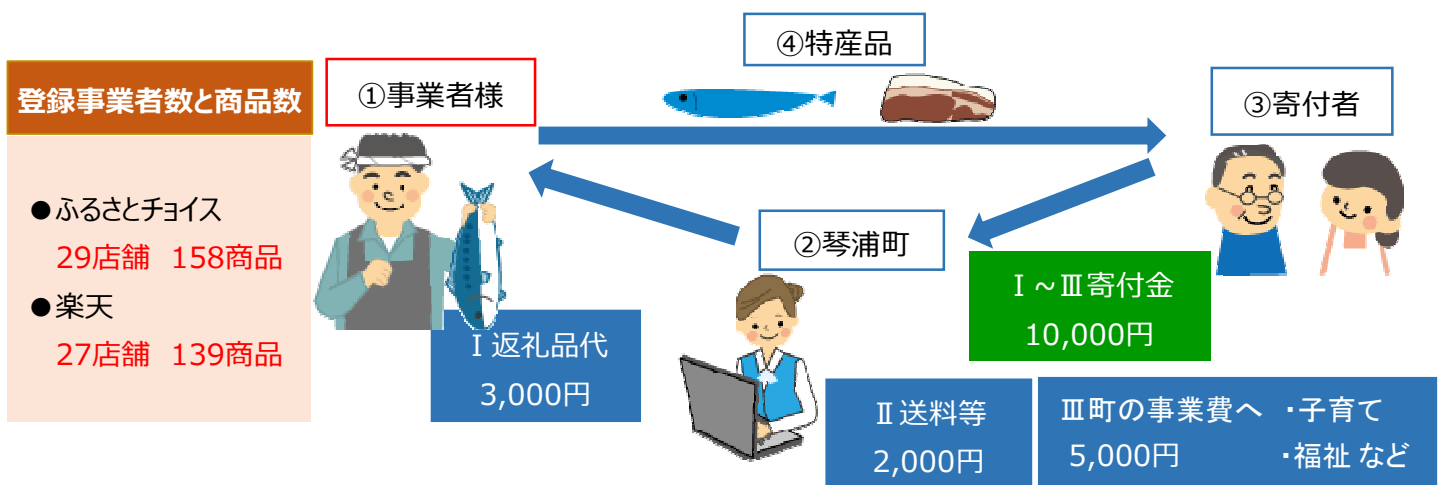 登録事業者数と商品数
●ふるさとチョイス
29店舗 158商品
●楽天
27店舗 139商品
①事業者様
④特産品
③寄付者
②琴浦町
Ⅰ～Ⅲ寄付金
10,000円
Ⅰ返礼品代
3,000円
Ⅱ送料等
2,000円
Ⅲ町の事業費へ ・子育て
5,000円 ・福祉 など